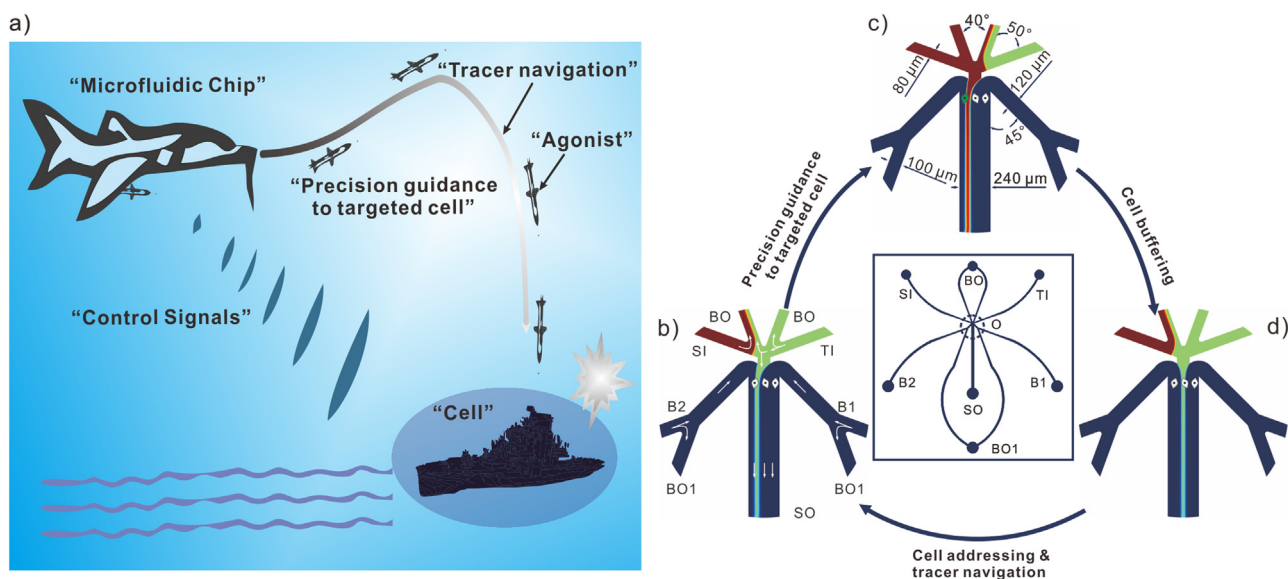 a)
“Microfluidic Chip”
“Tracer navigation”
“Agonist”
“Precision guidance
to targeted cell”
“Control Signals”
“Cell”
c)
40°
50°
80 µm
120 µm
45°
100 µm
240 µm
Precision guidance
to targeted cell
Cell buffering
b)
BO
BO
SI
TI
B2
B1
BO1
BO1
SO
BO
SI
TI
O
B2
B1
SO
BO1
d)
Cell addressing &
tracer navigation